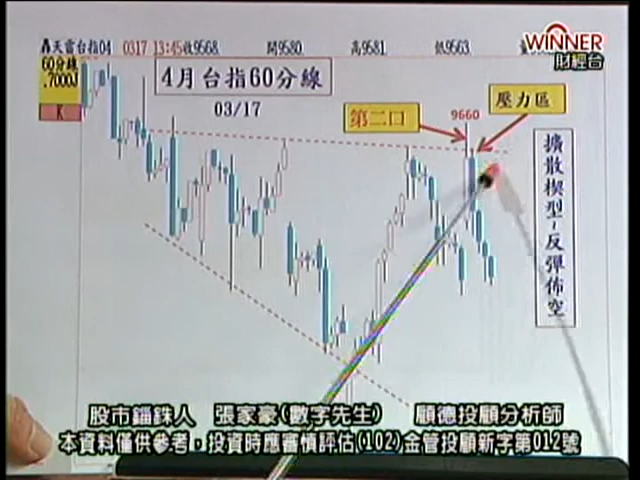 天雷台指04 0317 13:45收9568. 開9580. 高9581. 低9563.
WINNER
財經台
60分線
.7000J
K
4月台指60分線
03/17
第二口
9660
壓力區
擴散楔型-反彈佈空
股市錙銖人 張家豪(數字先生) 顧德投顧分析師
本資料僅供參考，投資時應審慎評估(102)金管投顧新字第012號